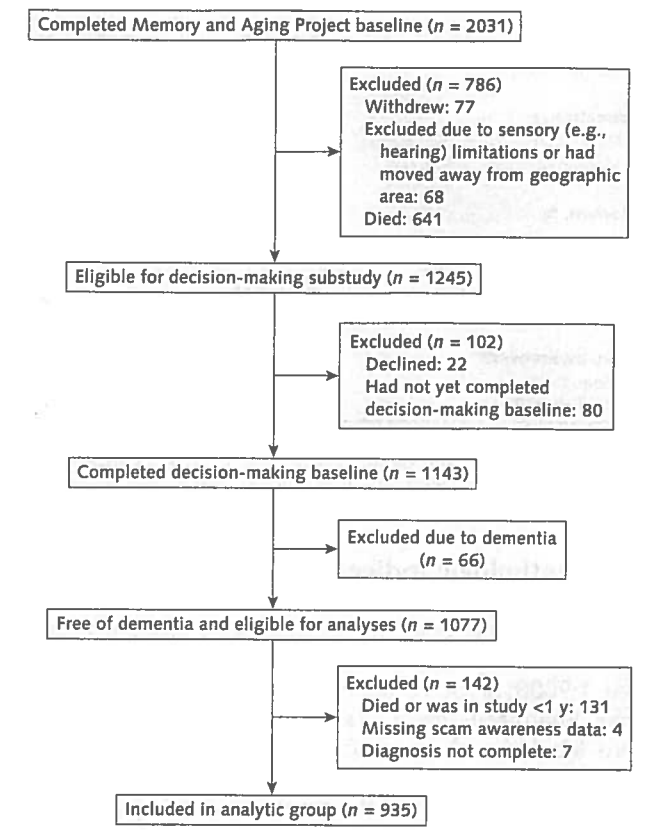 Completed Memory and Aging Project baseline (n = 2031)
Excluded (n = 786)
Withdrew: 77
Excluded due to sensory (e.g.,
hearing) limitations or had
moved away from geographic
area: 68
Died: 641
Eligible for decision-making substudy (n = 1245)
Excluded (n = 102)
Declined: 22
Had not yet completed
decision-making baseline: 80
Completed decision-making baseline (n = 1143)
Excluded due to dementia
(n = 66)
Free of dementia and eligible for analyses (n = 1077)
Excluded (n = 142)
Died or was in study <1 y: 131
Missing scam awareness data: 4
Diagnosis not complete: 7
Included in analytic group (n = 935)